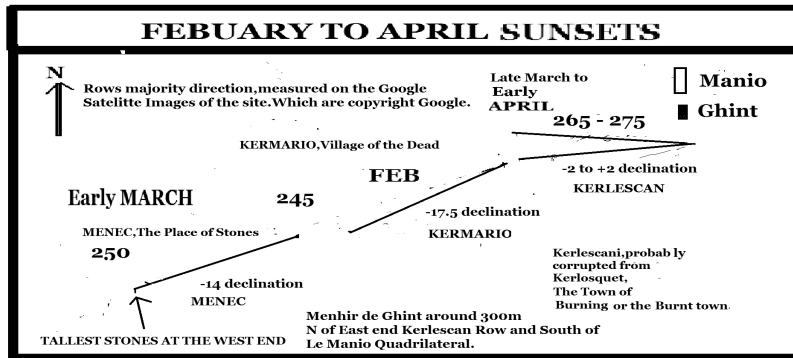 FEBUARY TO APRIL SUNSETS
N
Rows majority direction,measured on the Google
Satelitte Images of the site.Which are copyright Google.
Late March to
Early
APRIL
265 - 275
Manio
Ghint
KERMARIO,Village of the Dead
FEB
-2 to +2 declination
KERLESCAN
Early MARCH
245
-17.5 declination
KERMARIO
MENEC,The Place of Stones
250
-14 declination
MENEC
Kerlescani,probably
corrupted from
Kerlosquet,
The Town of
Burning or the Burnt town.
TALLEST STONES AT THE WEST END
Menhir de Ghint around 300m
N of East end Kerlescan Row and South of
Le Manio Quadrilateral.